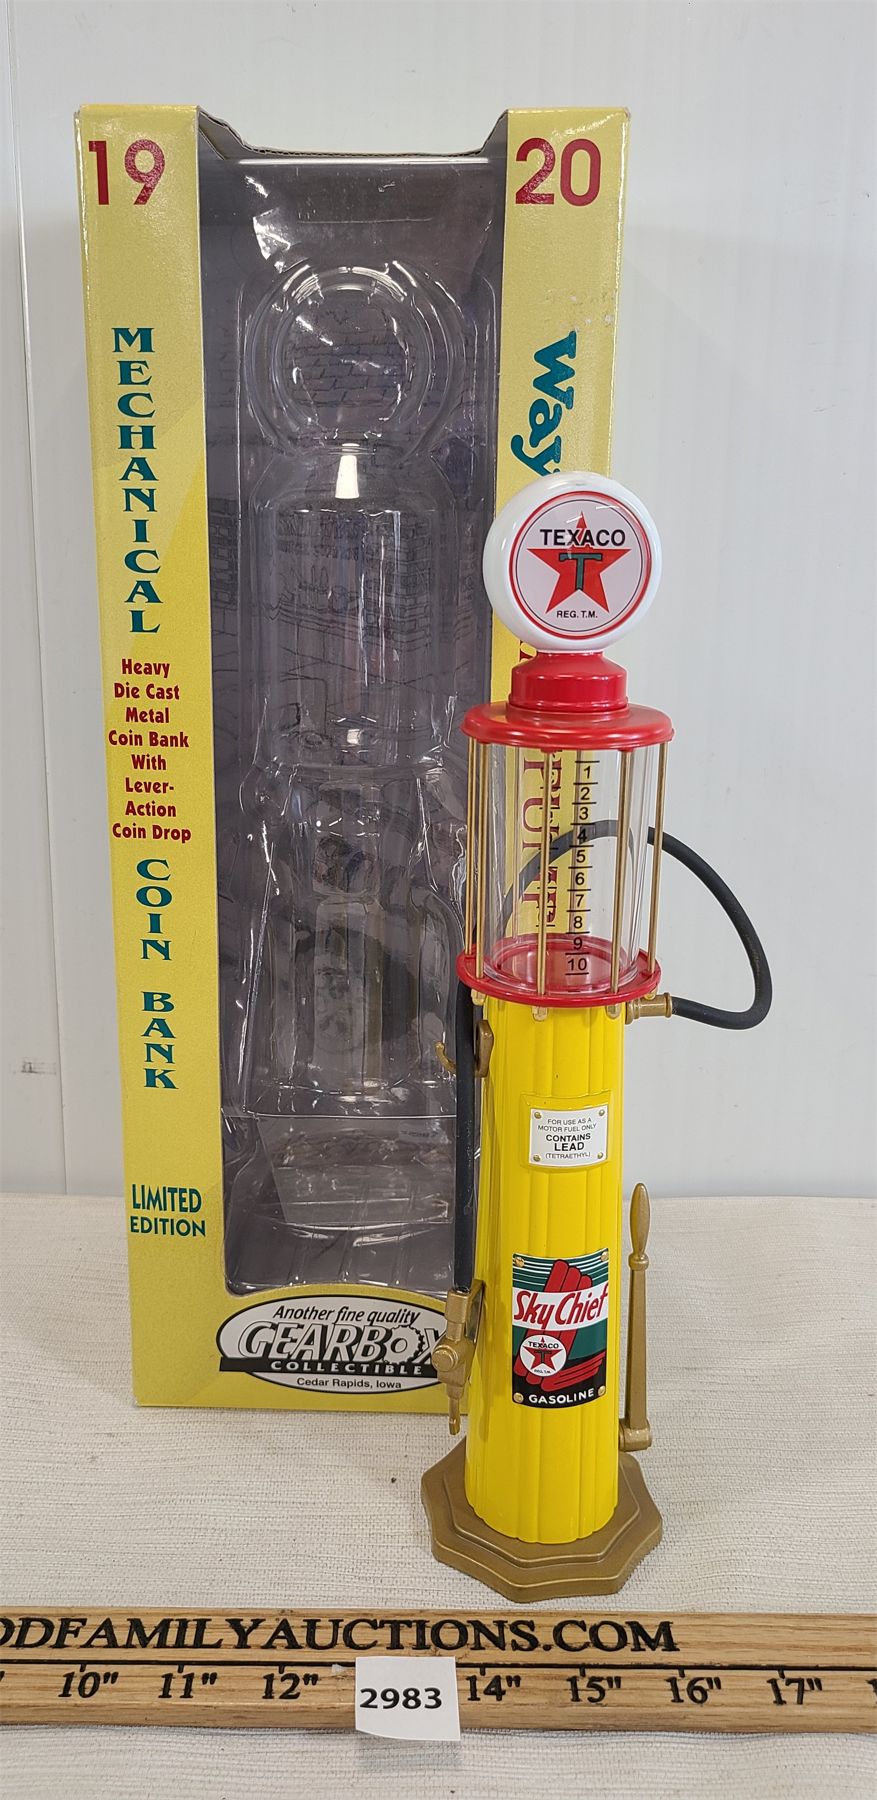 19
20
MECHANICAL
Heavy
Die Cast
Metal
Coin Bank
With
Lever-
Action
Coin Drop
COIN BANK
LIMITED
EDITION
Another fine quality
GEARBOX
COLLECTIBLE
Cedar Rapids, Iowa
TEXACO
T
REG. T.M.
1
2
3
4
5
6
7
8
9
10
FOR USE AS A
MOTOR FUEL ONLY
CONTAINS
LEAD
(TETRAETHYL)
Sky Chief
TEXACO
T
REG. T.M.
GASOLINE
DDFAMILYAUCTIONS.COM
10" 11" 12" 14" 15" 16" 17"
2983